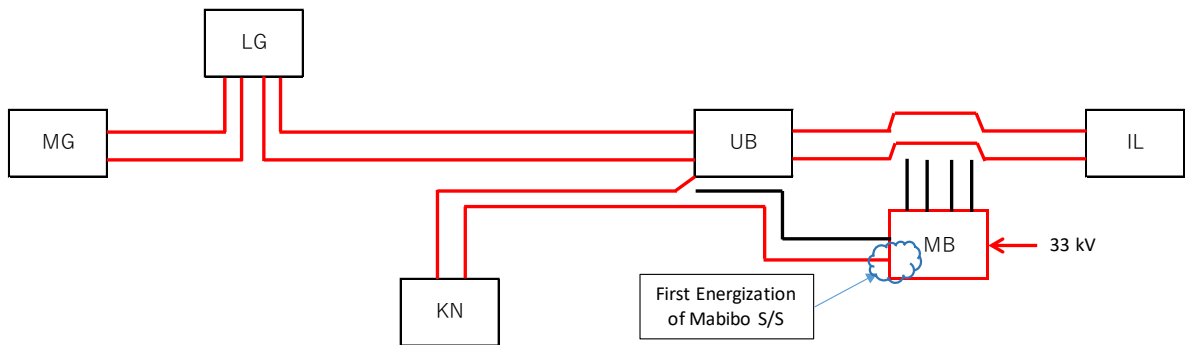 LG
MG
UB
IL
MB
33 kV
KN
First Energization
of Mabibo S/S